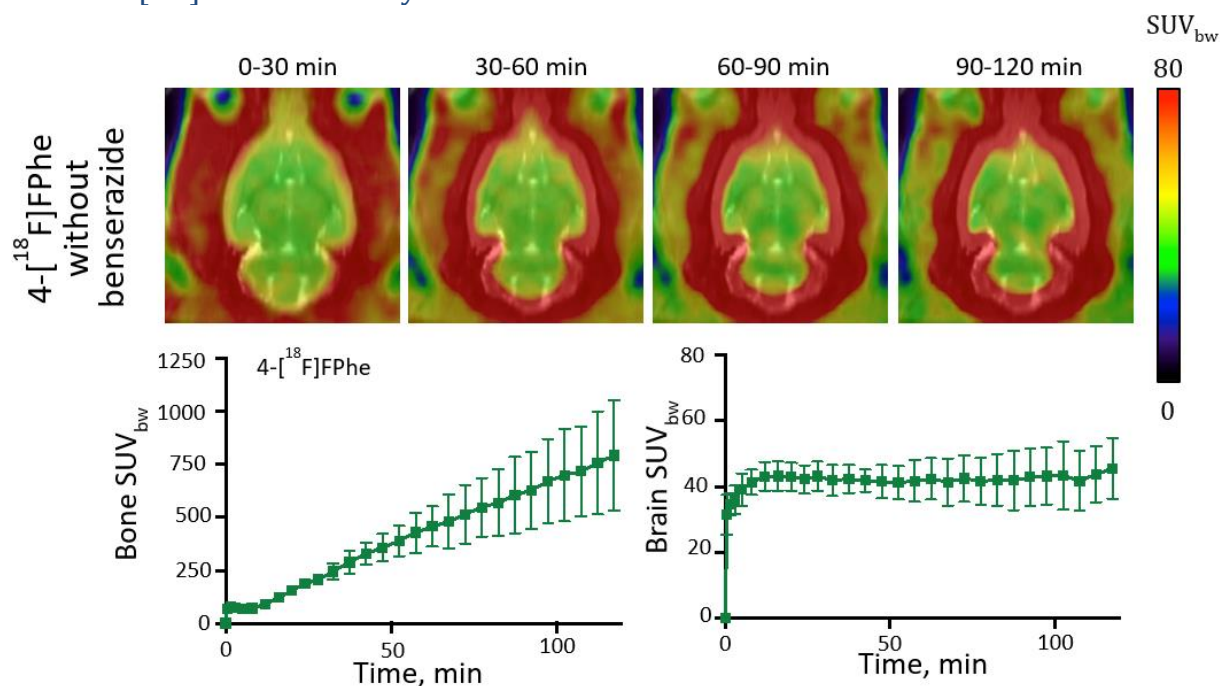 SUVbw
0-30 min 30-60 min 60-90 min 90-120 min 80
4-[18F]FPhe
without
benserazide
0
1250
1000
750
500
250
0
Bone SUVbw
4-[18F]FPhe
0 50 100
Time, min
80
60
40
20
0
Brain SUVbw
0 50 100
Time, min